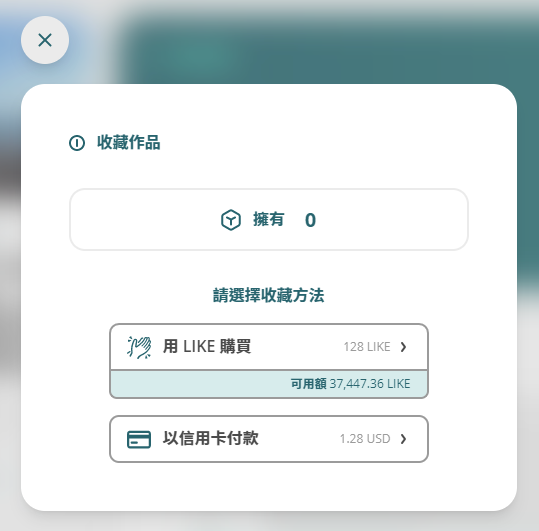 收藏作品
擁有 0
請選擇收藏方法
用 LIKE 購買 128 LIKE
可用額 37,447.36 LIKE
以信用卡付款 1.28 USD